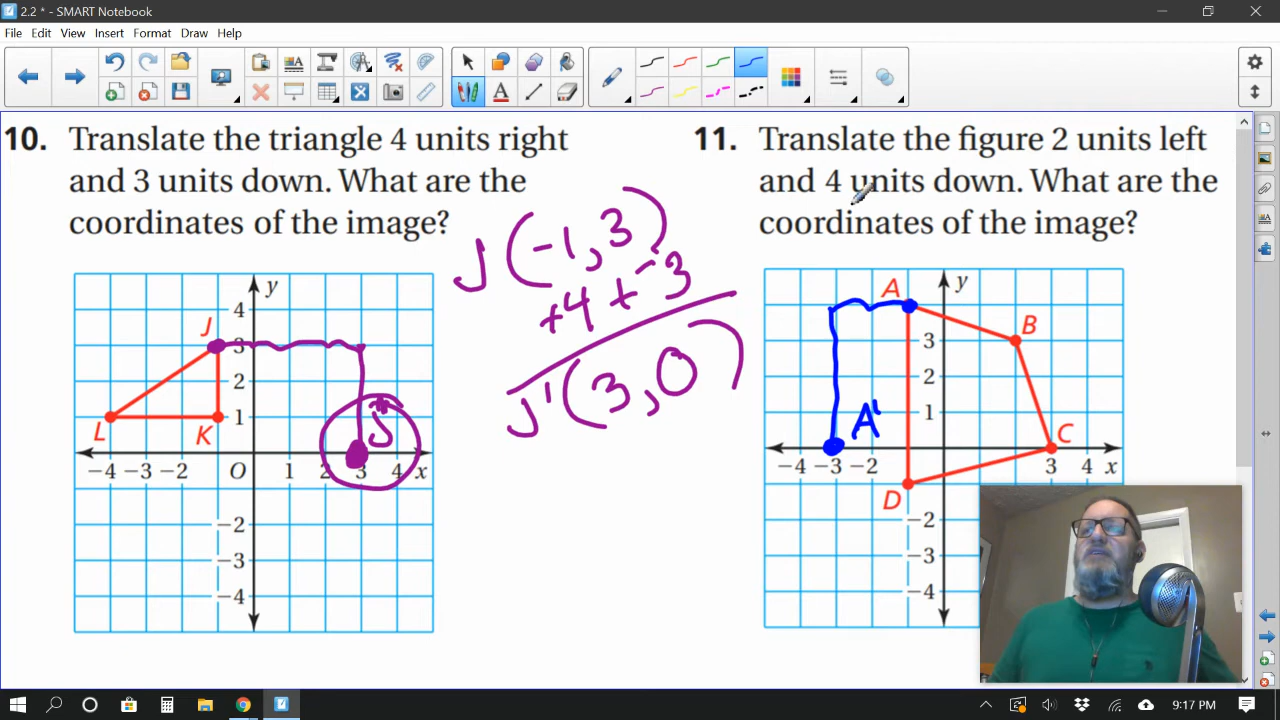 2.2 * - SMART Notebook
File Edit View Insert Format Draw Help
10. Translate the triangle 4 units right
and 3 units down. What are the
coordinates of the image?
J(-1,3)
+4 + -3
J'(3,0)
y
4
J
3
2
1
L
K
-4 -3 -2 O 1 2 3 4 x
J*
-2
-3
-4
11. Translate the figure 2 units left
and 4 units down. What are the
coordinates of the image?
A
y
B
3
2
1
A'
C
-4 -3 -2 3 4 x
D
-2
-3
-4
9:17 PM